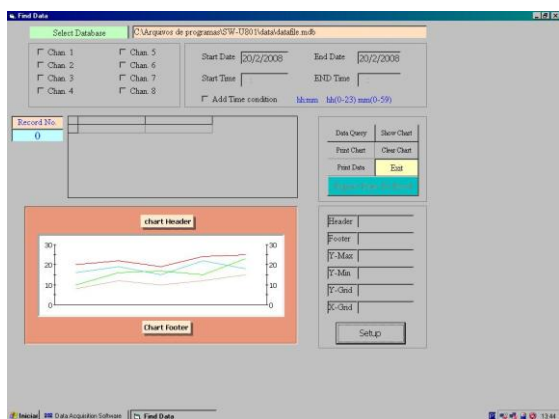 Find Data
Select Database C:\Arquivos de programas\SW-U801\data\datafile.mdb
Chan. 1 Chan. 5
Chan. 2 Chan. 6
Chan. 3 Chan. 7
Chan. 4 Chan. 8
Start Date 20/2/2008 End Date 20/2/2008
Start Time : END Time :
Add Time condition hh:mm hh(0-23) mm(0-59)
Record No.
0
Data Query Show Chart
Print Chart Clear Chart
Print Data Exit
Chart Header
30 30
20 20
10 10
0 0
Chart Footer
Header
Footer
Y-Max
Y-Min
Y-Grid
X-Grid
Setup
Iniciar Data Acquisition Software Find Data 13:44